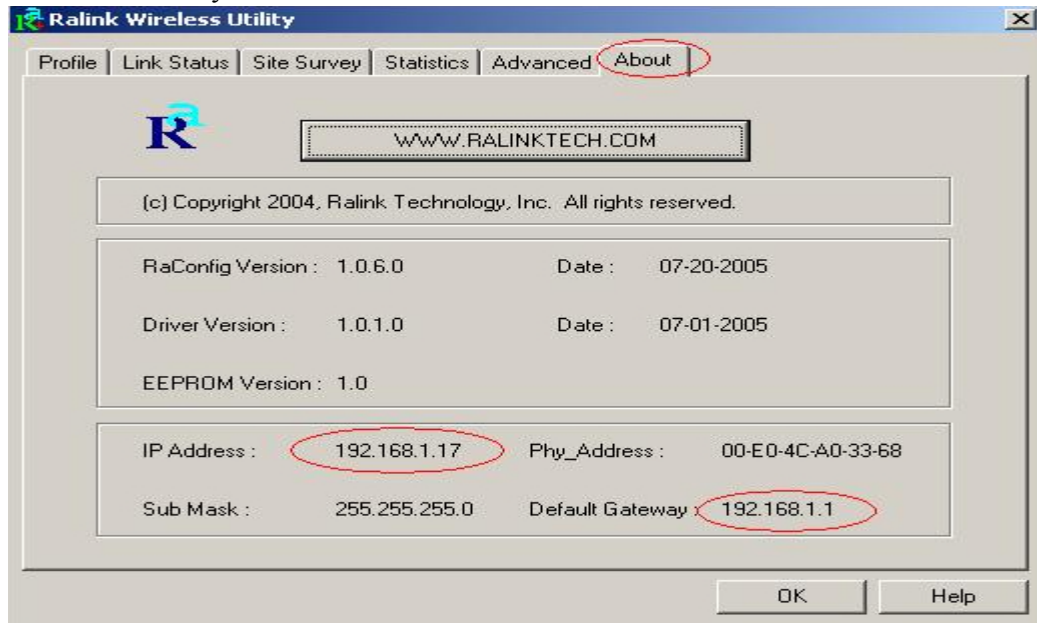 Ralink Wireless Utility
Profile Link Status Site Survey Statistics Advanced About
Ra
WWW.RALINKTECH.COM
(c) Copyright 2004, Ralink Technology, Inc. All rights reserved.
RaConfig Version : 1.0.6.0 Date : 07-20-2005
Driver Version : 1.0.1.0 Date : 07-01-2005
EEPROM Version : 1.0
IP Address : 192.168.1.17 Phy_Address : 00-E0-4C-A0-33-68
Sub Mask : 255.255.255.0 Default Gateway : 192.168.1.1
OK Help